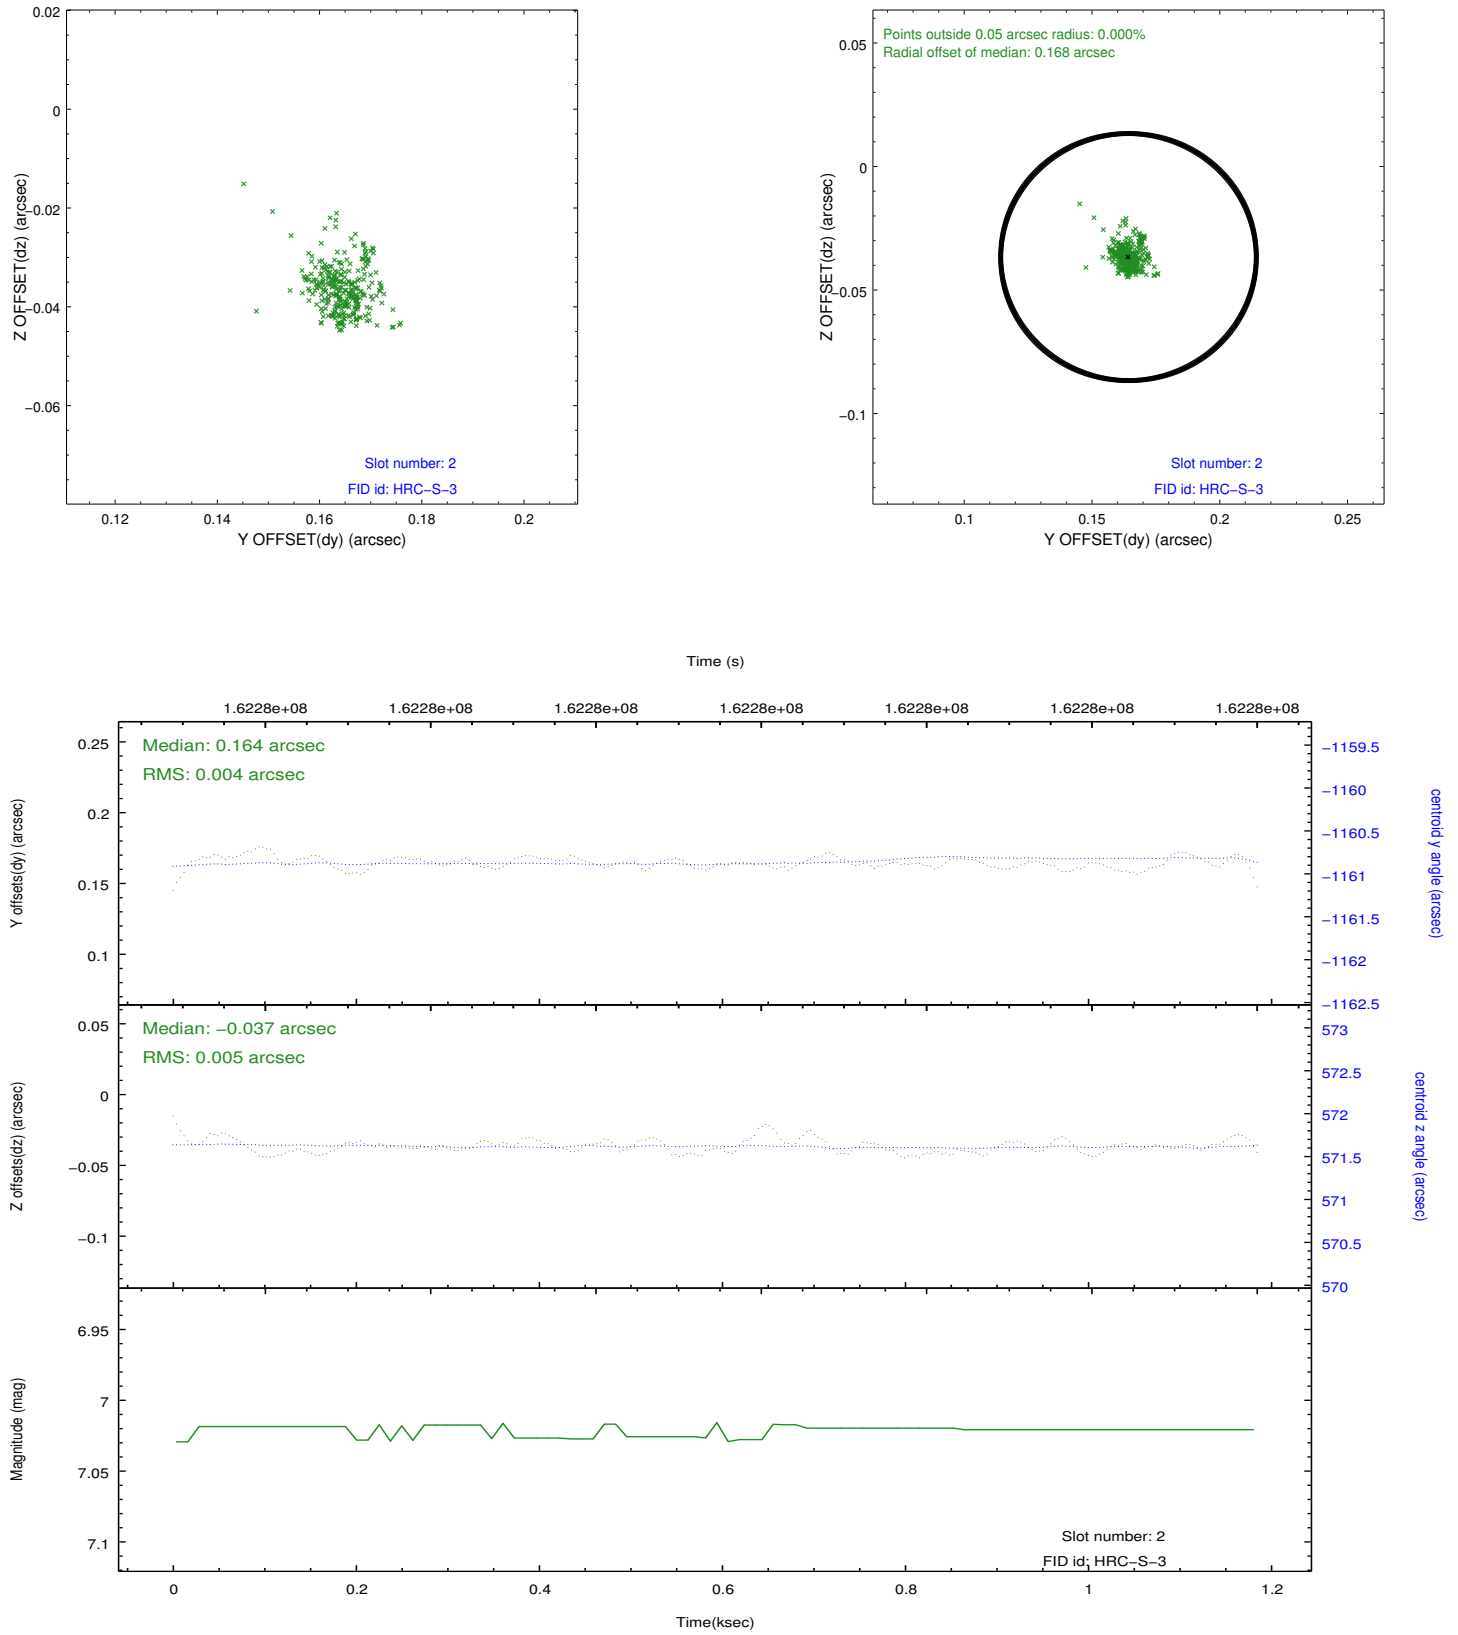 0.02
0
−0.02
−0.04
−0.06
Z OFFSET(dz) (arcsec)
Slot number: 2
FID id: HRC−S−3
0.12 0.14 0.16 0.18 0.2
Y OFFSET(dy) (arcsec)
Points outside 0.05 arcsec radius: 0.000%
Radial offset of median: 0.168 arcsec
0.05
0
−0.05
−0.1
Z OFFSET(dz) (arcsec)
Slot number: 2
FID id: HRC−S−3
0.1 0.15 0.2 0.25
Y OFFSET(dy) (arcsec)
Time (s)
1.6228e+08 1.6228e+08 1.6228e+08 1.6228e+08 1.6228e+08 1.6228e+08 1.6228e+08
Median: 0.164 arcsec
RMS: 0.004 arcsec
0.25
0.2
0.15
0.1
Y offsets(dy) (arcsec)
−1159.5
−1160
−1160.5
−1161
−1161.5
−1162
−1162.5
centroid y angle (arcsec)
Median: −0.037 arcsec
RMS: 0.005 arcsec
0.05
0
−0.05
−0.1
Z offsets(dz) (arcsec)
573
572.5
572
571.5
571
570.5
570
centroid z angle (arcsec)
6.95
7
7.05
7.1
Magnitude (mag)
Slot number: 2
FID id: HRC−S−3
0 0.2 0.4 0.6 0.8 1 1.2
Time(ksec)